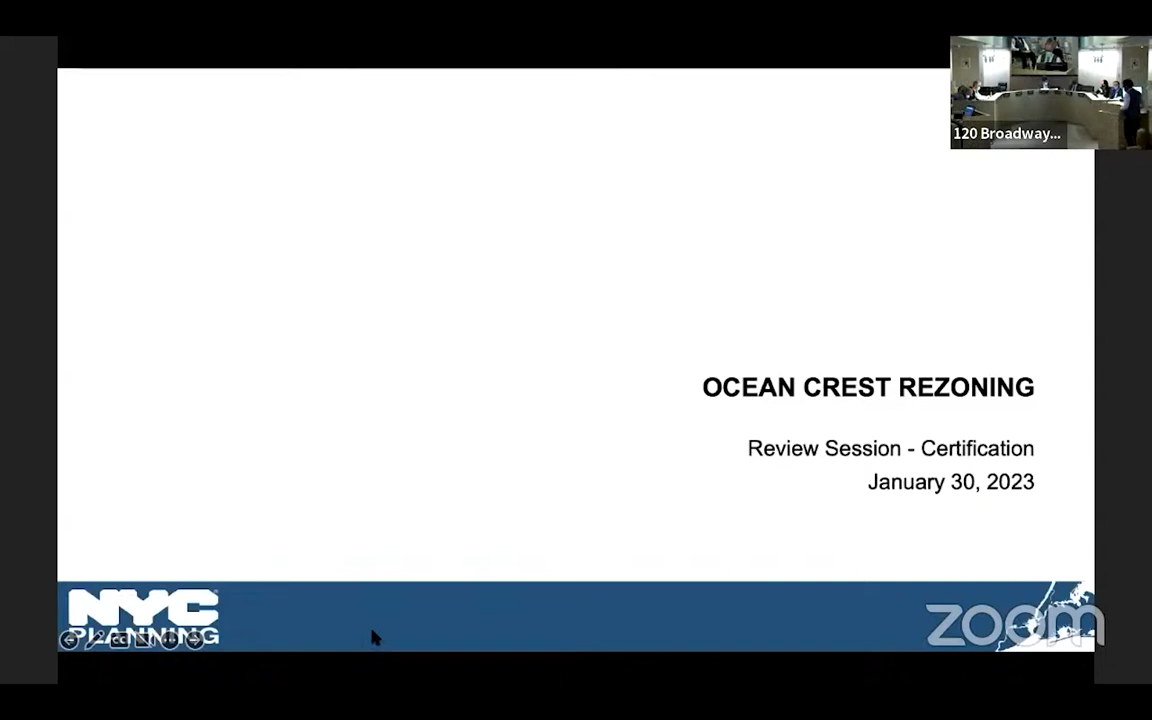 120 Broadway...
OCEAN CREST REZONING
Review Session - Certification
January 30, 2023
NYC
PLANNING
zoom